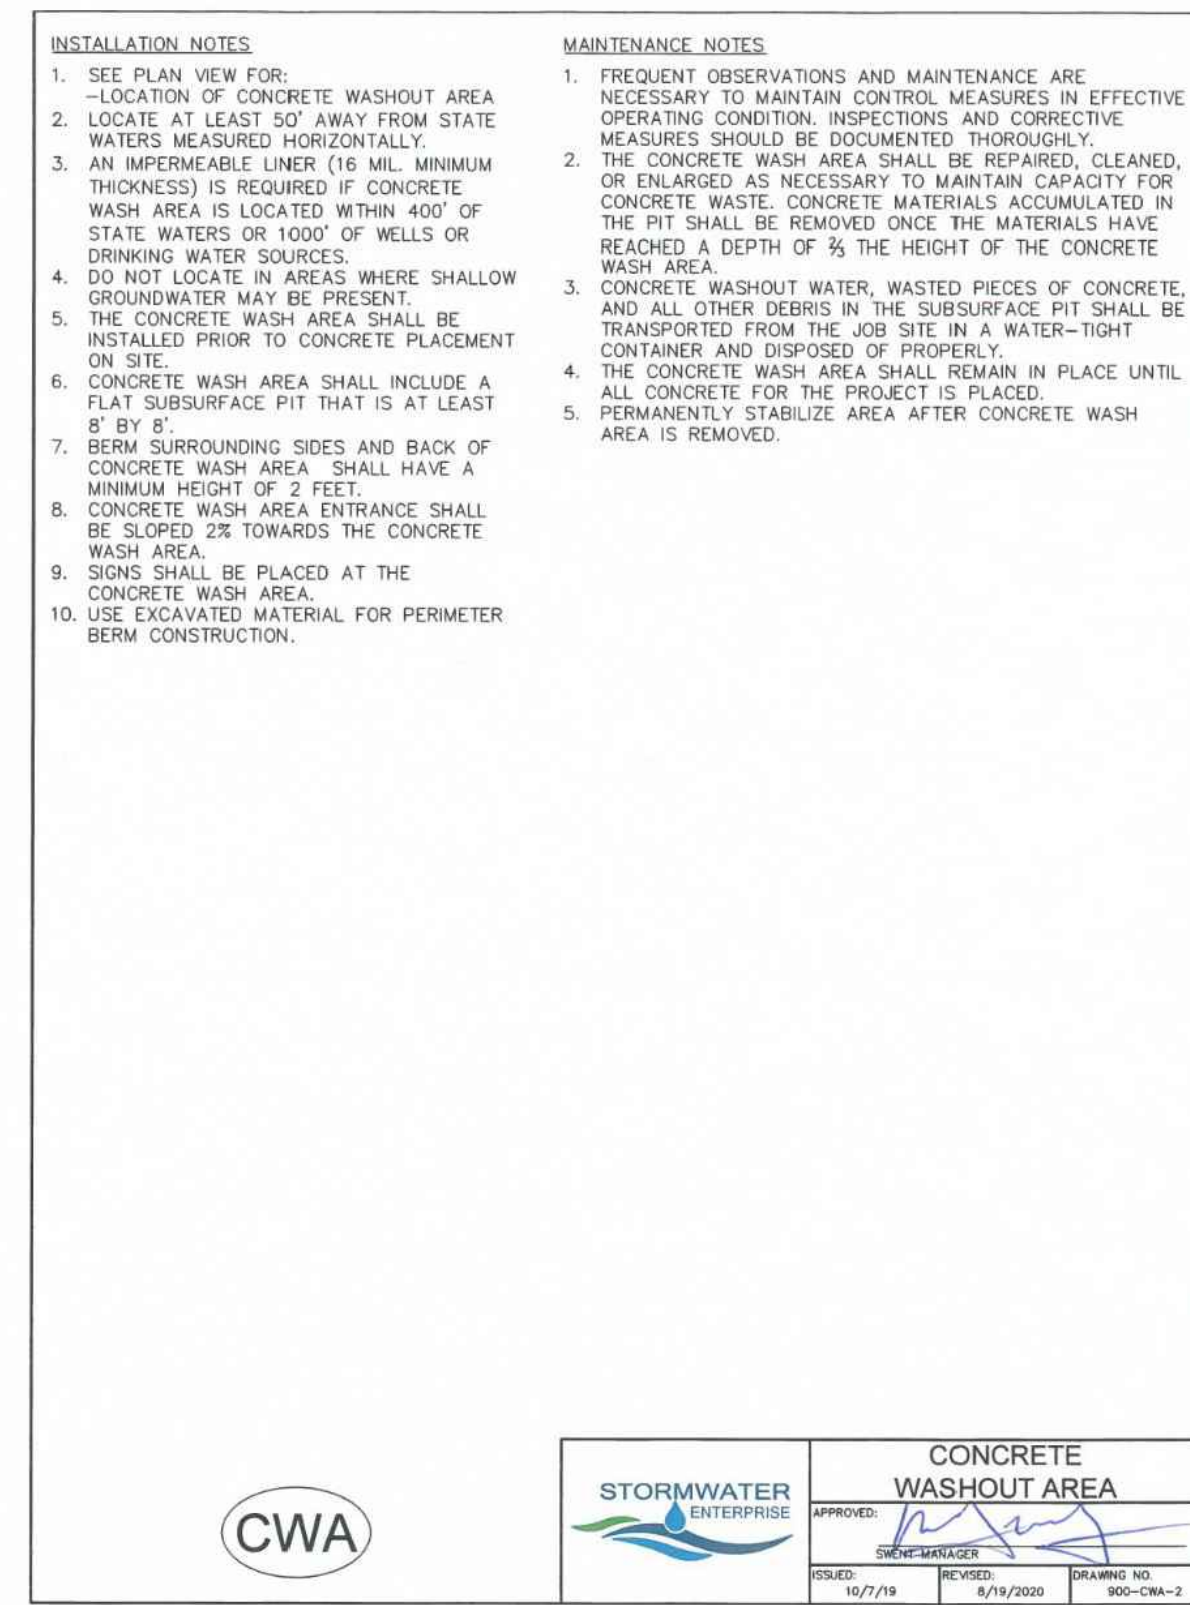 INSTALLATION NOTES
1. SEE PLAN VIEW FOR:
-LOCATION OF CONCRETE WASHOUT AREA
2. LOCATE AT LEAST 50' AWAY FROM STATE
WATERS MEASURED HORIZONTALLY.
3. AN IMPERMEABLE LINER (16 MIL. MINIMUM
THICKNESS) IS REQUIRED IF CONCRETE
WASH AREA IS LOCATED WITHIN 400' OF
STATE WATERS OR 1000' OF WELLS OR
DRINKING WATER SOURCES.
4. DO NOT LOCATE IN AREAS WHERE SHALLOW
GROUNDWATER MAY BE PRESENT.
5. THE CONCRETE WASH AREA SHALL BE
INSTALLED PRIOR TO CONCRETE PLACEMENT
ON SITE.
6. CONCRETE WASH AREA SHALL INCLUDE A
FLAT SUBSURFACE PIT THAT IS AT LEAST
8' BY 8'.
7. BERM SURROUNDING SIDES AND BACK OF
CONCRETE WASH AREA SHALL HAVE A
MINIMUM HEIGHT OF 2 FEET.
8. CONCRETE WASH AREA ENTRANCE SHALL
BE SLOPED 2% TOWARDS THE CONCRETE
WASH AREA.
9. SIGNS SHALL BE PLACED AT THE
CONCRETE WASH AREA.
10. USE EXCAVATED MATERIAL FOR PERIMETER
BERM CONSTRUCTION.
MAINTENANCE NOTES
1. FREQUENT OBSERVATIONS AND MAINTENANCE ARE
NECESSARY TO MAINTAIN CONTROL MEASURES IN EFFECTIVE
OPERATING CONDITION. INSPECTIONS AND CORRECTIVE
MEASURES SHOULD BE DOCUMENTED THOROUGHLY.
2. THE CONCRETE WASH AREA SHALL BE REPAIRED, CLEANED,
OR ENLARGED AS NECESSARY TO MAINTAIN CAPACITY FOR
CONCRETE WASTE. CONCRETE MATERIALS ACCUMULATED IN
THE PIT SHALL BE REMOVED ONCE THE MATERIALS HAVE
REACHED A DEPTH OF ⅔ THE HEIGHT OF THE CONCRETE
WASH AREA.
3. CONCRETE WASHOUT WATER, WASTED PIECES OF CONCRETE,
AND ALL OTHER DEBRIS IN THE SUBSURFACE PIT SHALL BE
TRANSPORTED FROM THE JOB SITE IN A WATER-TIGHT
CONTAINER AND DISPOSED OF PROPERLY.
4. THE CONCRETE WASH AREA SHALL REMAIN IN PLACE UNTIL
ALL CONCRETE FOR THE PROJECT IS PLACED.
5. PERMANENTLY STABILIZE AREA AFTER CONCRETE WASH
AREA IS REMOVED.
CWA
STORMWATER
ENTERPRISE
CONCRETE
WASHOUT AREA
APPROVED:
SWENT MANAGER
ISSUED:
10/7/19
REVISED:
8/19/2020
DRAWING NO.
900-CWA-2